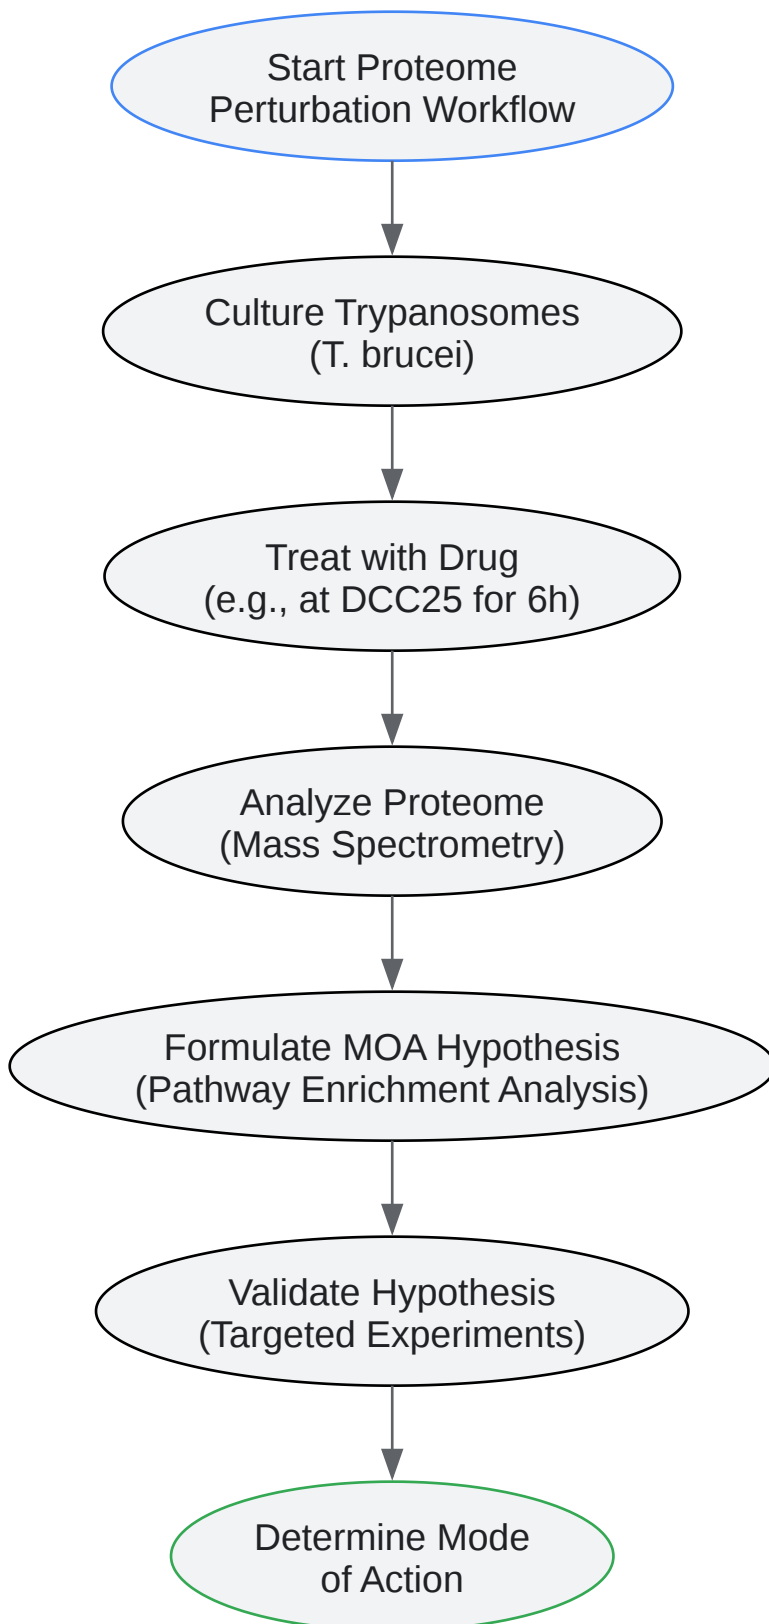 Start Proteome
Perturbation Workflow
Culture Trypanosomes
(T. brucei)
Treat with Drug
(e.g., at DCC25 for 6h)
Analyze Proteome
(Mass Spectrometry)
Formulate MOA Hypothesis
(Pathway Enrichment Analysis)
Validate Hypothesis
(Targeted Experiments)
Determine Mode
of Action